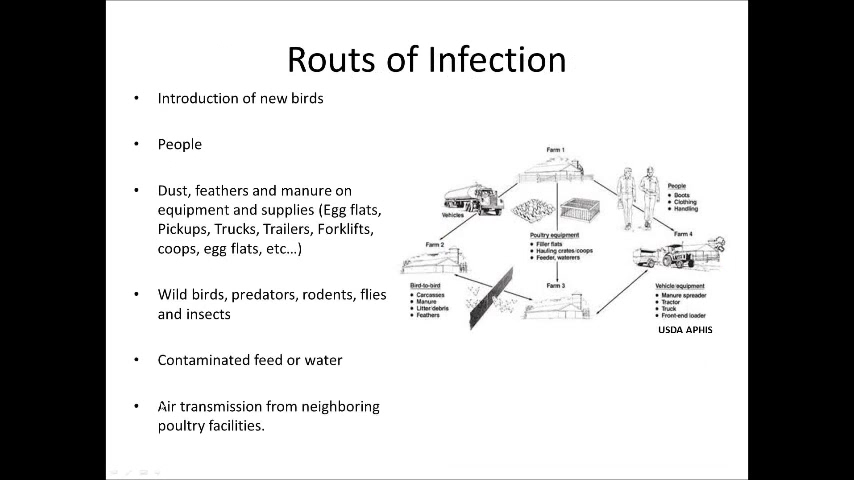 Routs of Infection
• Introduction of new birds
• People
• Dust, feathers and manure on
equipment and supplies (Egg flats,
Pickups, Trucks, Trailers, Forklifts,
coops, egg flats, etc…)
• Wild birds, predators, rodents, flies
and insects
• Contaminated feed or water
• Air transmission from neighboring
poultry facilities.
Farm 1
Vehicles
People
• Boots
• Clothing
• Handling
Poultry equipment
• Filler flats
• Hauling crates/coops
• Feeder, waterers
Farm 2
Farm 4
Bird-to-bird
• Carcasses
• Manure
• Litter/debris
• Feathers
Farm 3
Vehicle/equipment
• Manure spreader
• Tractor
• Truck
• Front-end loader
USDA APHIS